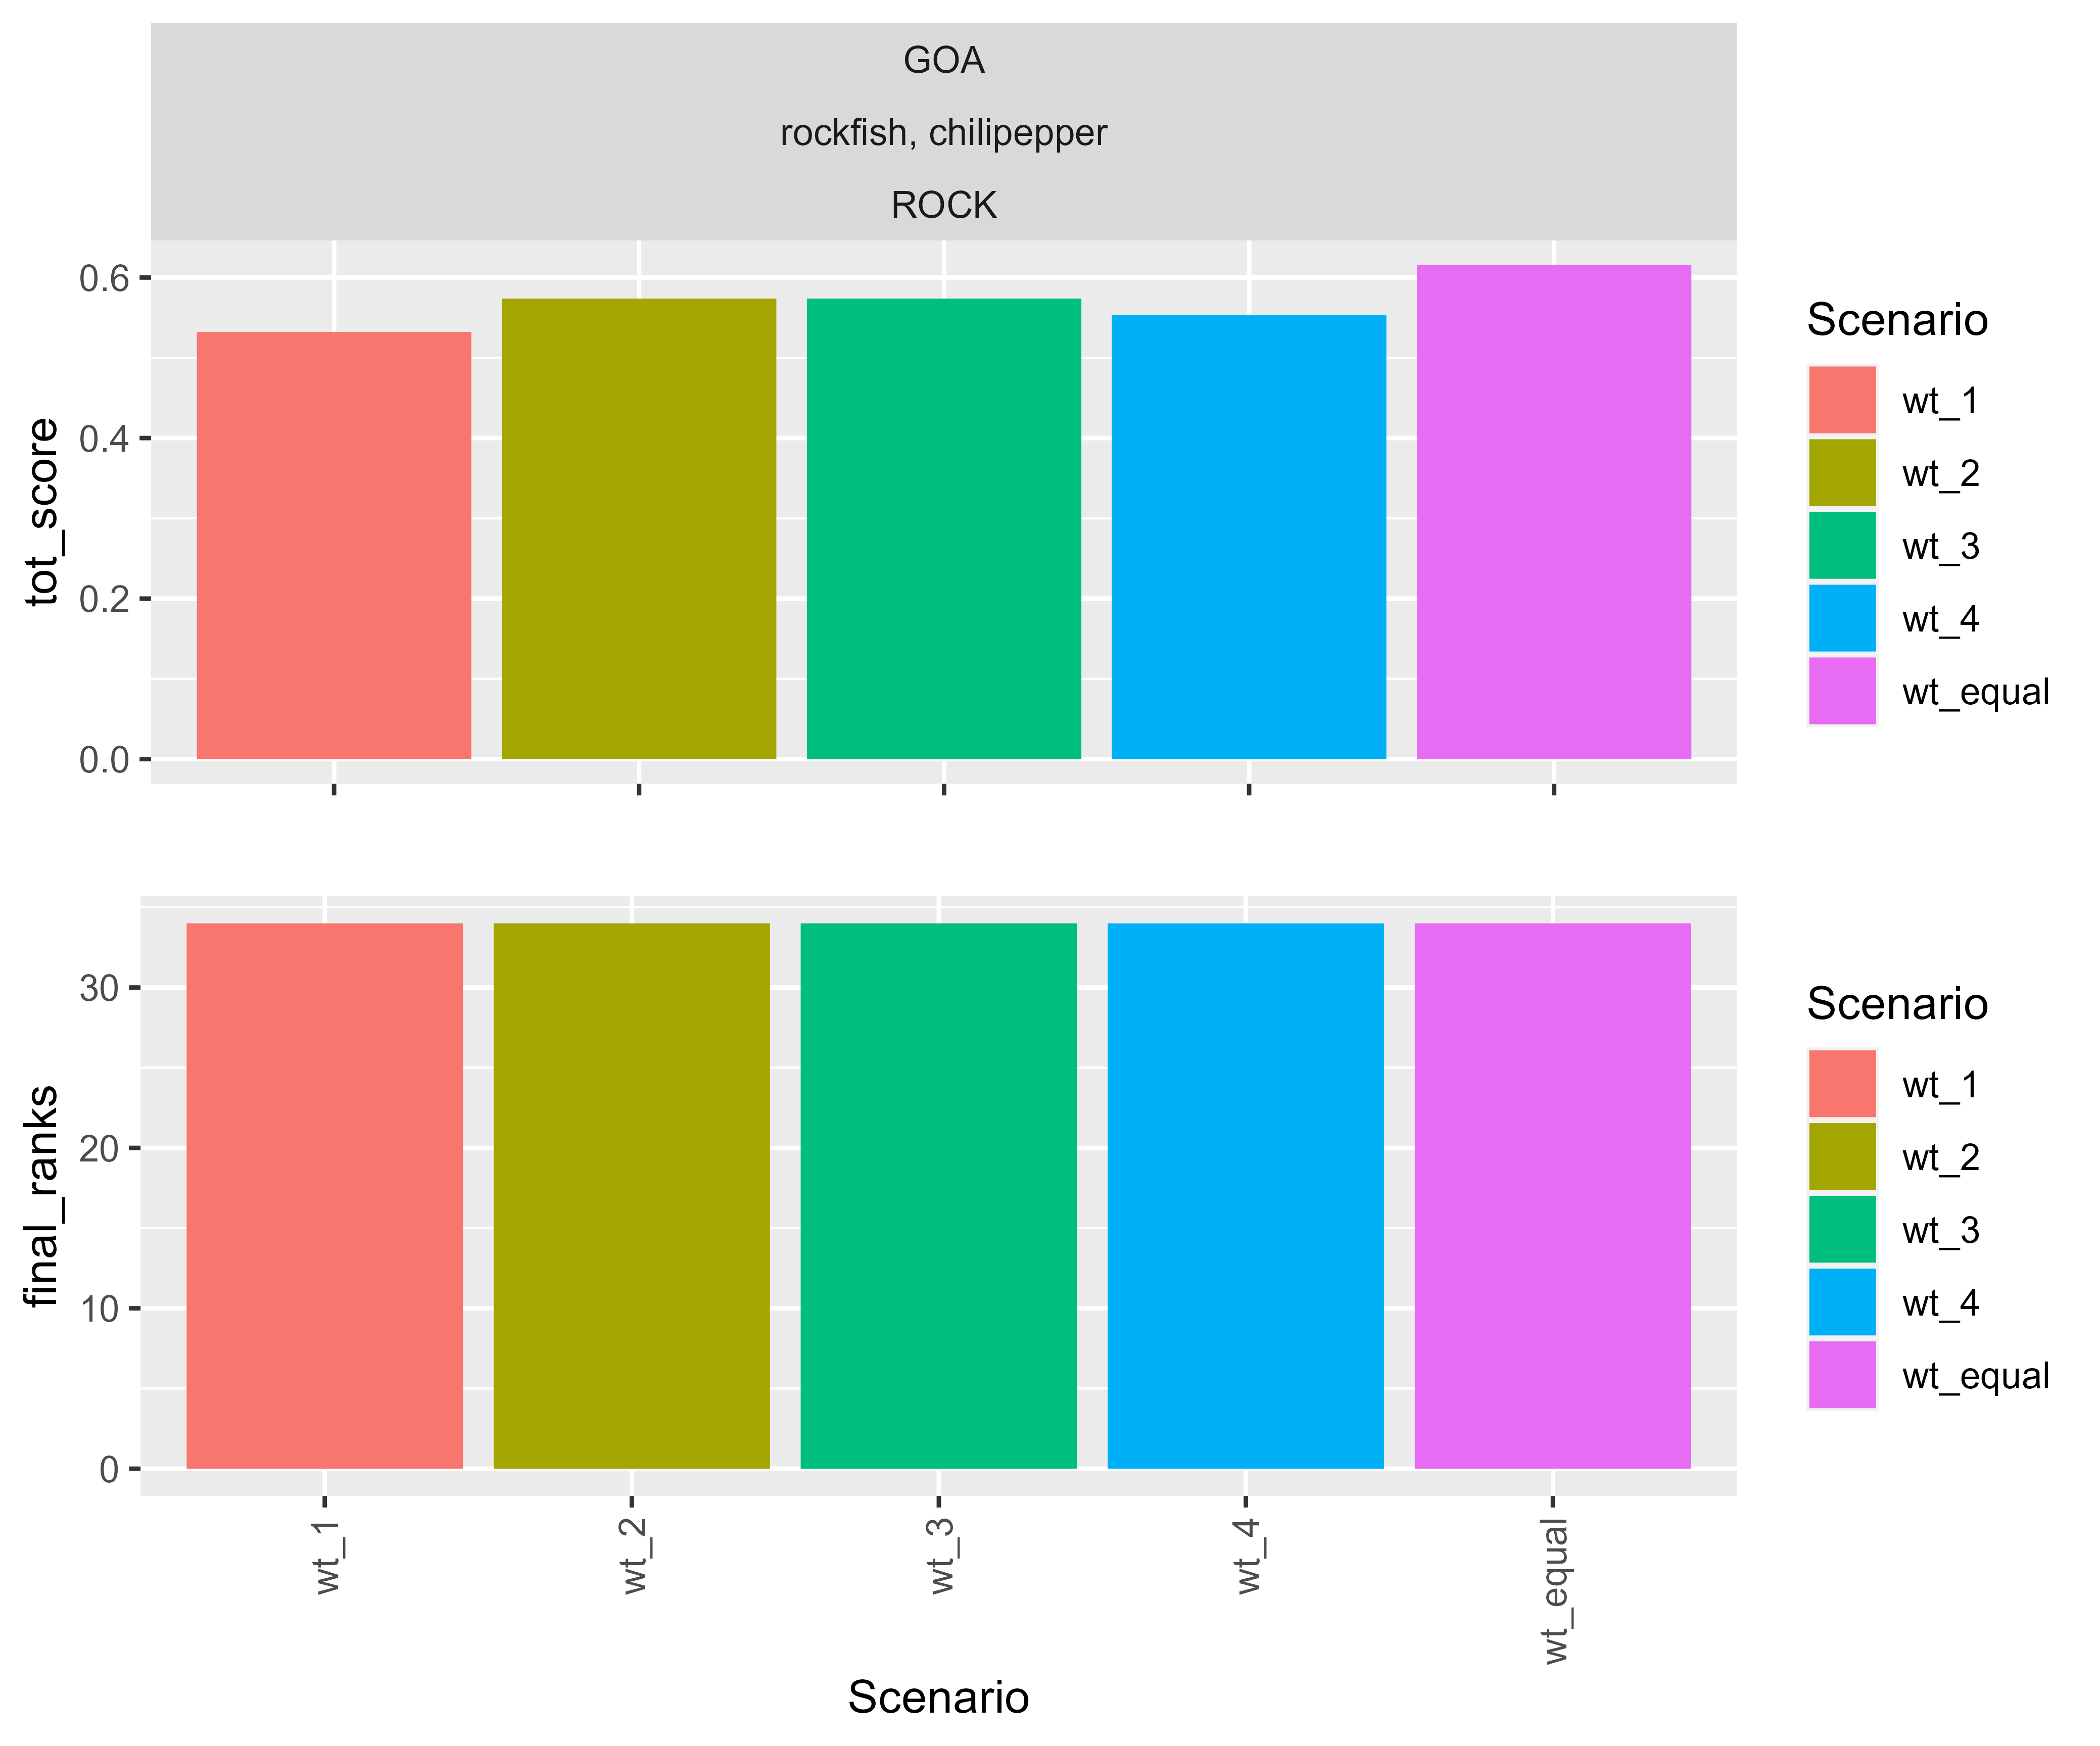 GOA
rockfish, chilipepper
ROCK
tot_score
0.6
0.4
0.2
0.0
Scenario
wt_1
wt_2
wt_3
wt_4
wt_equal
final_ranks
30
20
10
0
wt_1
wt_2
wt_3
wt_4
wt_equal
Scenario
Scenario
wt_1
wt_2
wt_3
wt_4
wt_equal